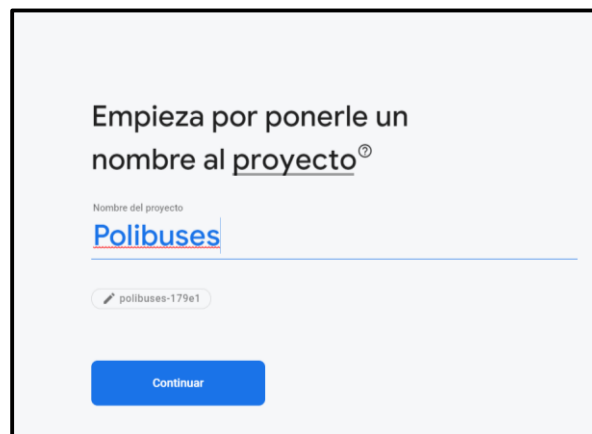 Empieza por ponerle un
nombre al proyecto
Nombre del proyecto
Polibuses
polibuses-179e1
Continuar